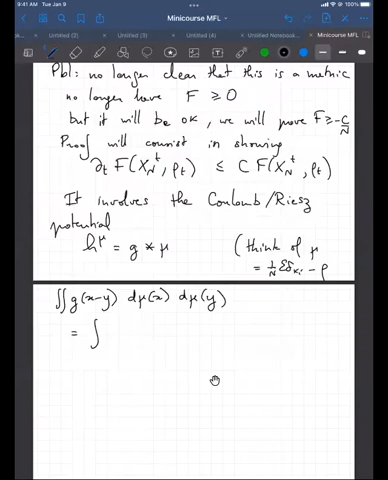 9:41 AM Tue Jan 9
100%
Minicourse MFL
Untitled (2)
Untitled (3)
Untitled (4)
Untitled Notebook...
Minicourse MFL
Pbl: no longer clear that this is a metric
no longer have F ≥ 0
but it will be OK, we will prove F ≥ -C/N
Proof will consist in showing
∂t F(X_N^t, ρt) ≤ C F(X_N^t, ρt)
It involves the Coulomb/Riesz
potential
h^μ = g * μ (think of μ
= 1/N Σδ_xi - ρ
∫∫ g(x-y) dμ(x) dμ(y)
= ∫